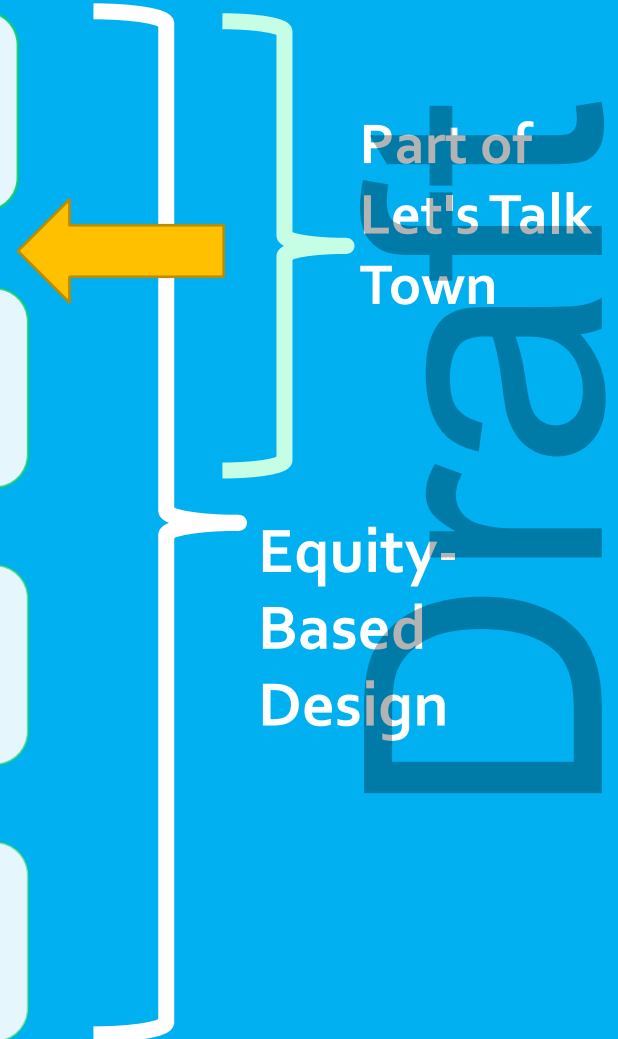 Part of
Let's Talk
Town
Equity-
Based
Design
Draft